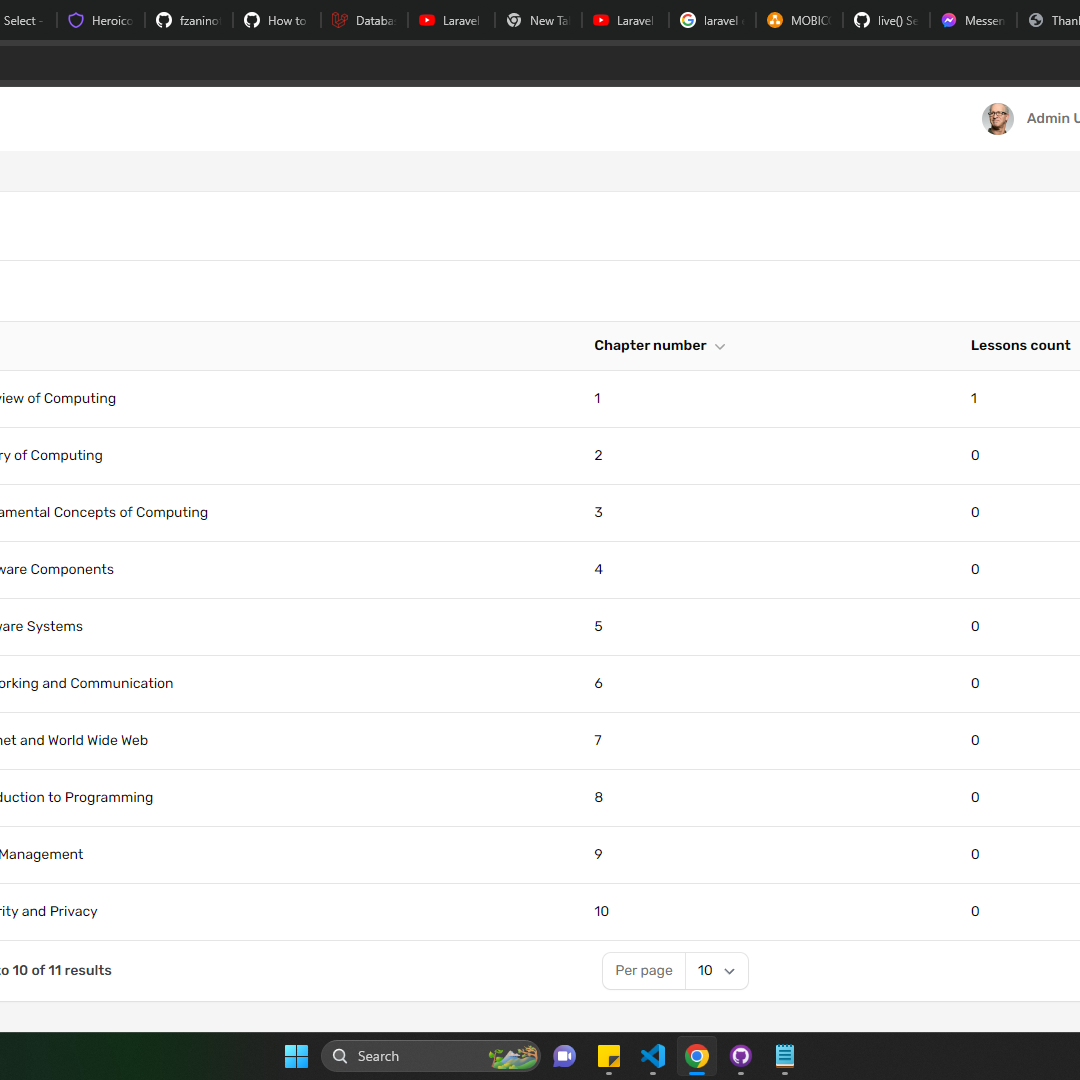 Select - Heroico fzaninot How to Databa Laravel New Ta Laravel laravel MOBICO live() Se Messen Thank
Admin U
Chapter number Lessons count
view of Computing 1 1
ry of Computing 2 0
amental Concepts of Computing 3 0
ware Components 4 0
ware Systems 5 0
orking and Communication 6 0
net and World Wide Web 7 0
duction to Programming 8 0
Management 9 0
rity and Privacy 10 0
to 10 of 11 results Per page 10
Search